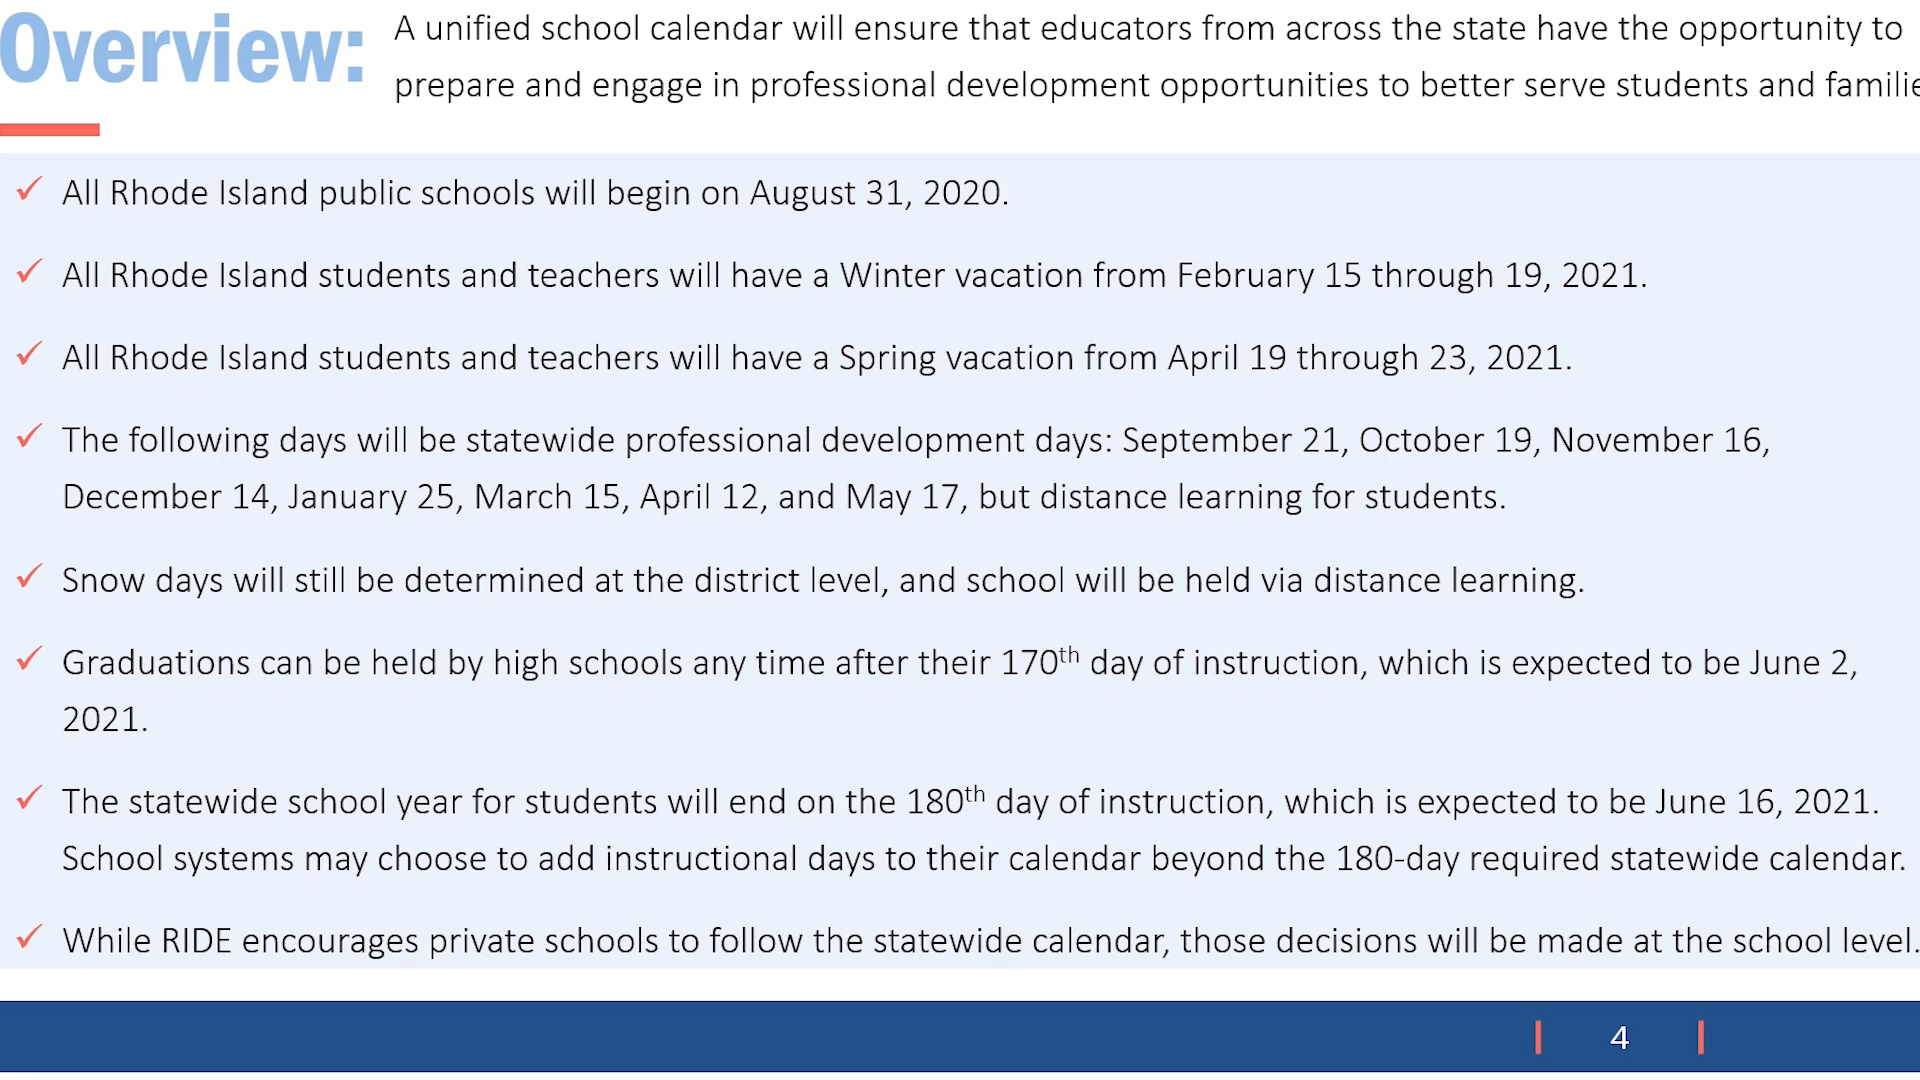 Overview:
A unified school calendar will ensure that educators from across the state have the opportunity to
prepare and engage in professional development opportunities to better serve students and familie
✓ All Rhode Island public schools will begin on August 31, 2020.
✓ All Rhode Island students and teachers will have a Winter vacation from February 15 through 19, 2021.
✓ All Rhode Island students and teachers will have a Spring vacation from April 19 through 23, 2021.
✓ The following days will be statewide professional development days: September 21, October 19, November 16,
December 14, January 25, March 15, April 12, and May 17, but distance learning for students.
✓ Snow days will still be determined at the district level, and school will be held via distance learning.
✓ Graduations can be held by high schools any time after their 170th day of instruction, which is expected to be June 2,
2021.
✓ The statewide school year for students will end on the 180th day of instruction, which is expected to be June 16, 2021.
School systems may choose to add instructional days to their calendar beyond the 180-day required statewide calendar.
✓ While RIDE encourages private schools to follow the statewide calendar, those decisions will be made at the school level.
4